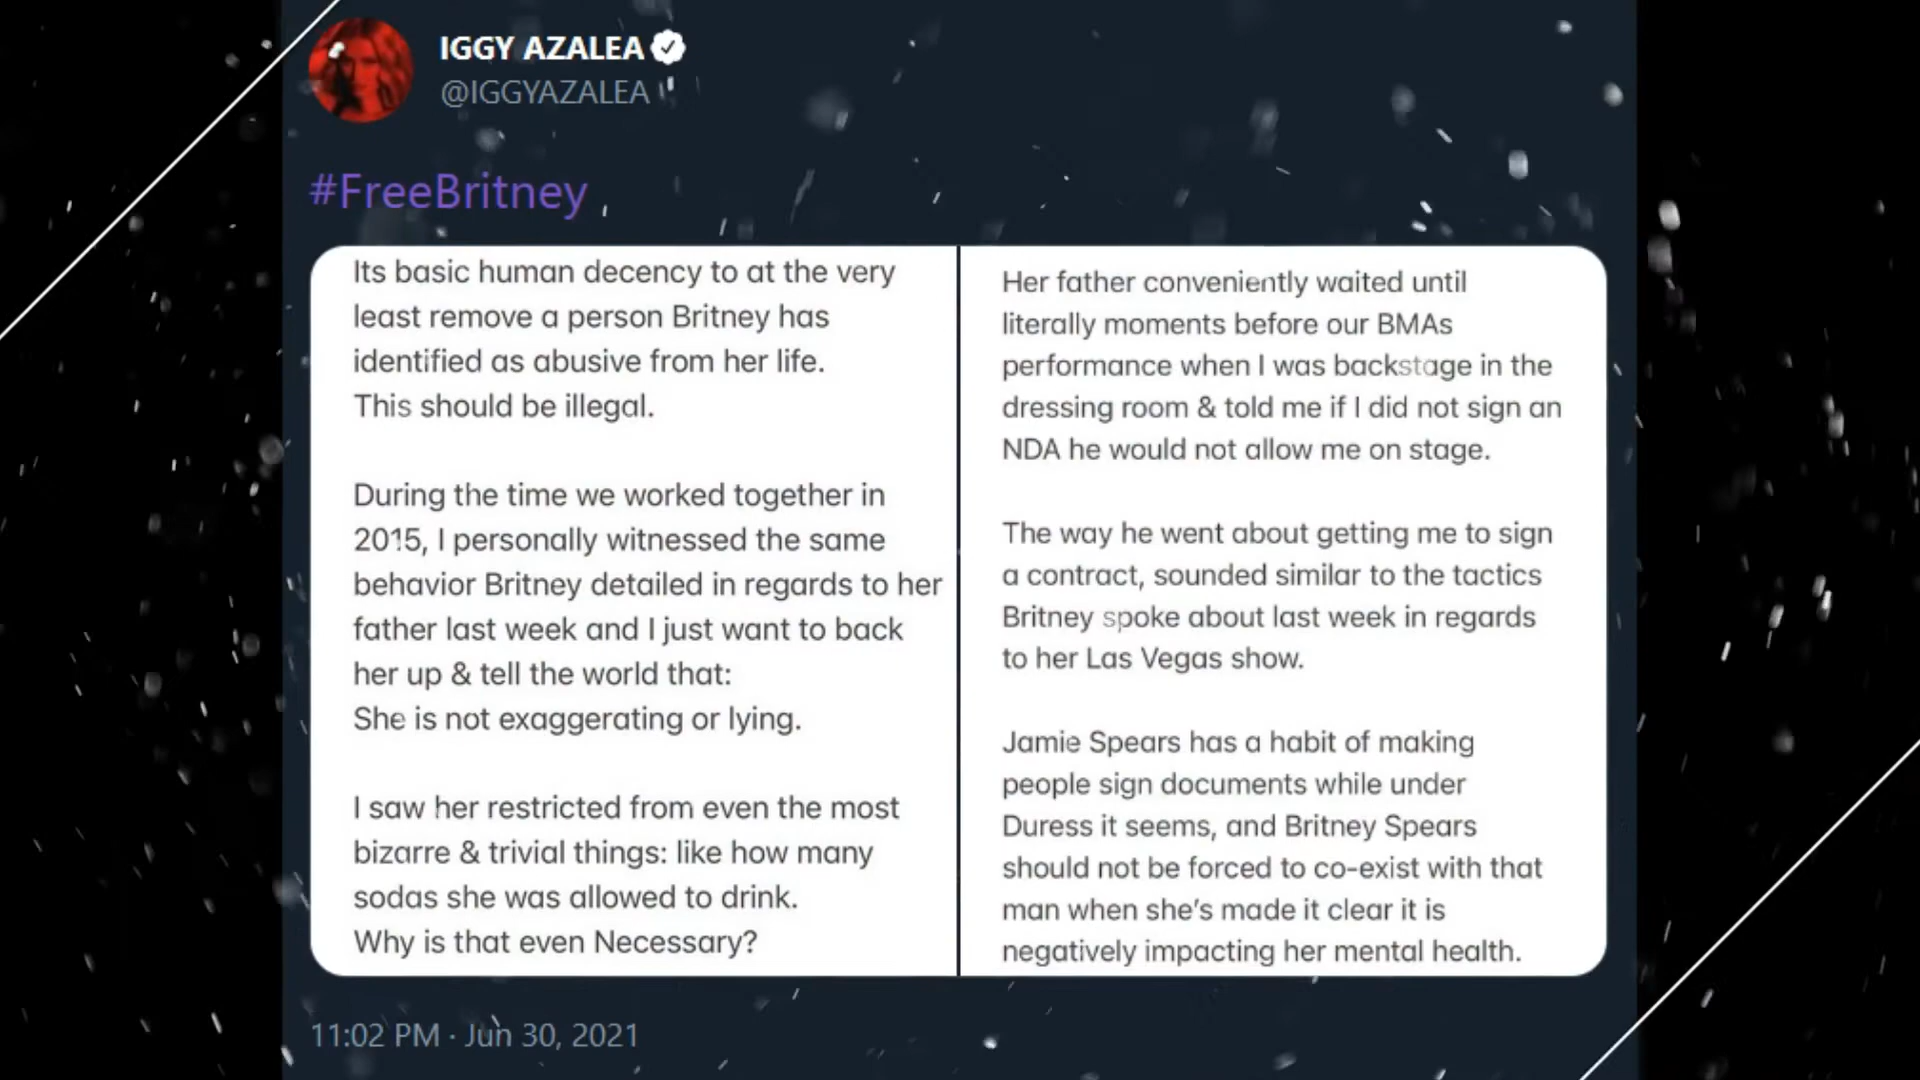 IGGY AZALEA
@IGGYAZALEA
#FreeBritney
Its basic human decency to at the very
least remove a person Britney has
identified as abusive from her life.
This should be illegal.
During the time we worked together in
2015, I personally witnessed the same
behavior Britney detailed in regards to her
father last week and I just want to back
her up & tell the world that:
She is not exaggerating or lying.
I saw her restricted from even the most
bizarre & trivial things: like how many
sodas she was allowed to drink.
Why is that even Necessary?
Her father conveniently waited until
literally moments before our BMAs
performance when I was backstage in the
dressing room & told me if I did not sign an
NDA he would not allow me on stage.
The way he went about getting me to sign
a contract, sounded similar to the tactics
Britney spoke about last week in regards
to her Las Vegas show.
Jamie Spears has a habit of making
people sign documents while under
Duress it seems, and Britney Spears
should not be forced to co-exist with that
man when she's made it clear it is
negatively impacting her mental health.
11:02 PM · Jun 30, 2021